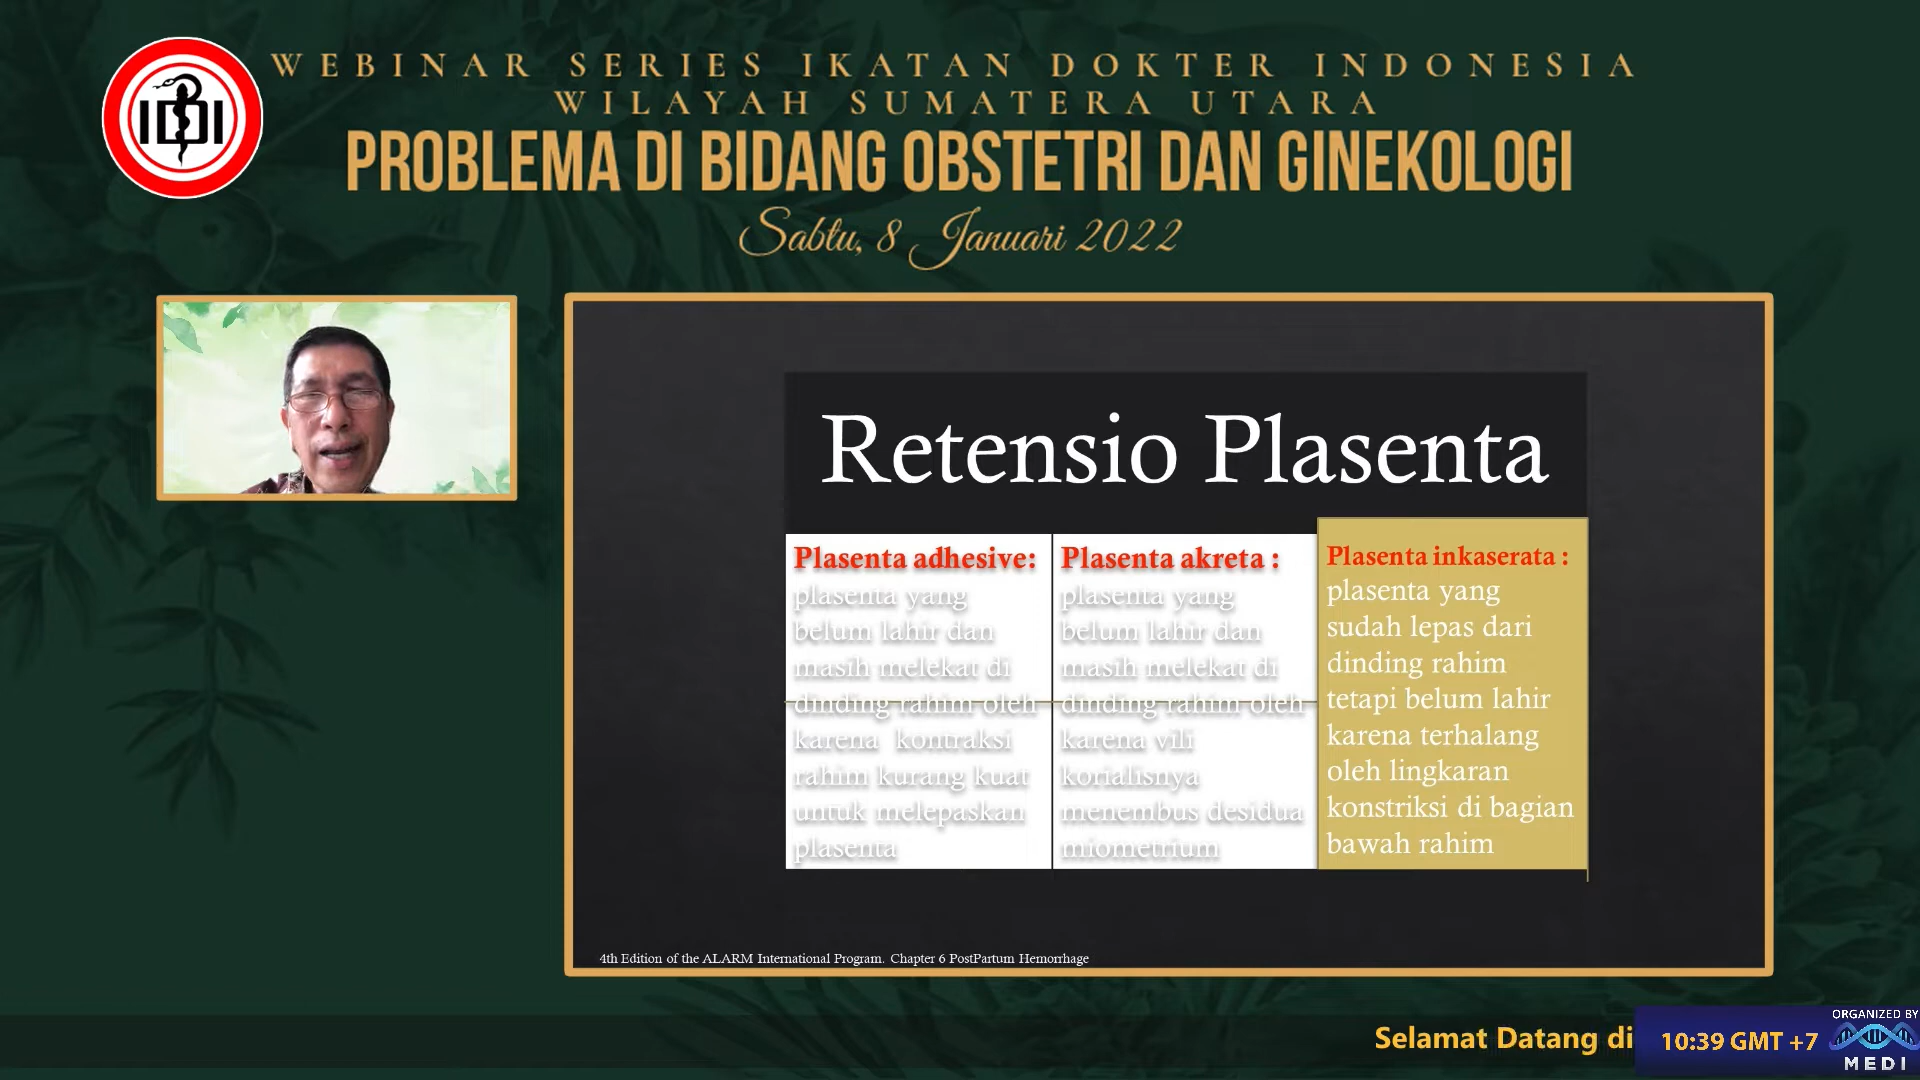 WEBINAR SERIES IKATAN DOKTER INDONESIA
WILAYAH SUMATERA UTARA
PROBLEMA DI BIDANG OBSTETRI DAN GINEKOLOGI
Sabtu, 8 Januari 2022
IDI
Retensio Plasenta
Plasenta adhesive:
plasenta yang
belum lahir dan
masih melekat di
dinding rahim oleh
karena kontraksi
rahim kurang kuat
untuk melepaskan
plasenta
Plasenta akreta :
plasenta yang
belum lahir dan
masih melekat di
dinding rahim oleh
karena vili
korialisnya
menembus desidua
miometrium
Plasenta inkaserata :
plasenta yang
sudah lepas dari
dinding rahim
tetapi belum lahir
karena terhalang
oleh lingkaran
konstriksi di bagian
bawah rahim
4th Edition of the ALARM International Program. Chapter 6 PostPartum Hemorrhage
Selamat Datang di
10:39 GMT +7
ORGANIZED BY
MEDI